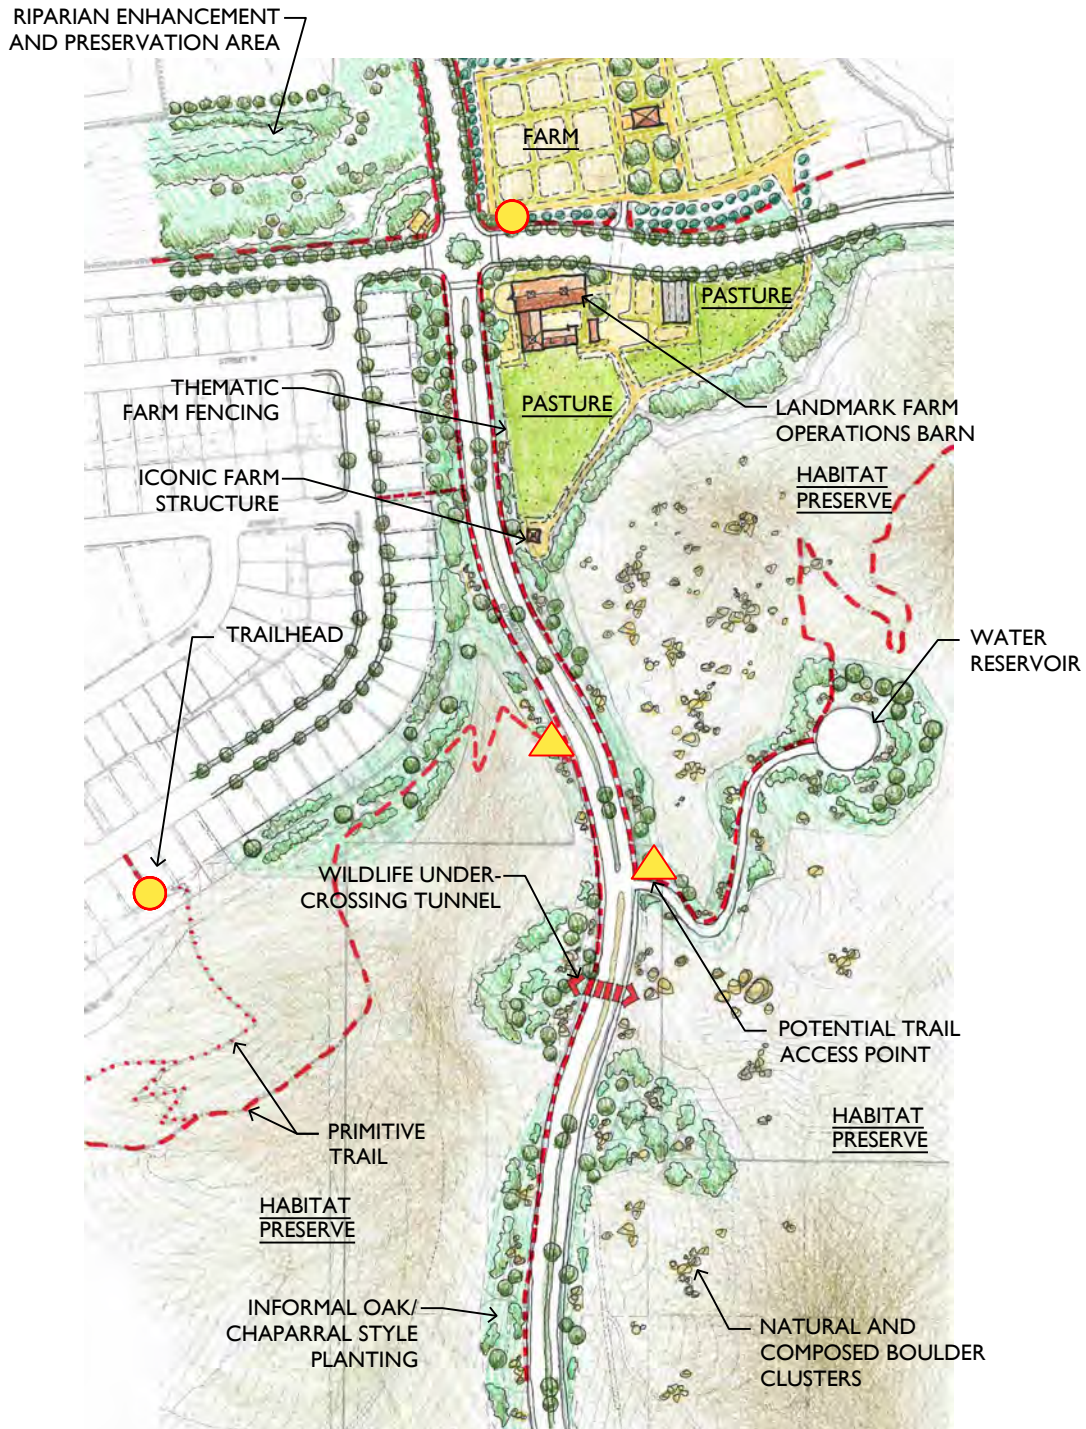 RIPARIAN ENHANCEMENT
AND PRESERVATION AREA
FARM
PASTURE
THEMATIC
FARM FENCING
PASTURE
LANDMARK FARM
OPERATIONS BARN
ICONIC FARM
STRUCTURE
HABITAT
PRESERVE
TRAILHEAD
WATER
RESERVOIR
WILDLIFE UNDER-
CROSSING TUNNEL
POTENTIAL TRAIL
ACCESS POINT
PRIMITIVE
TRAIL
HABITAT
PRESERVE
HABITAT
PRESERVE
INFORMAL OAK/
CHAPARRAL STYLE
PLANTING
NATURAL AND
COMPOSED BOULDER
CLUSTERS